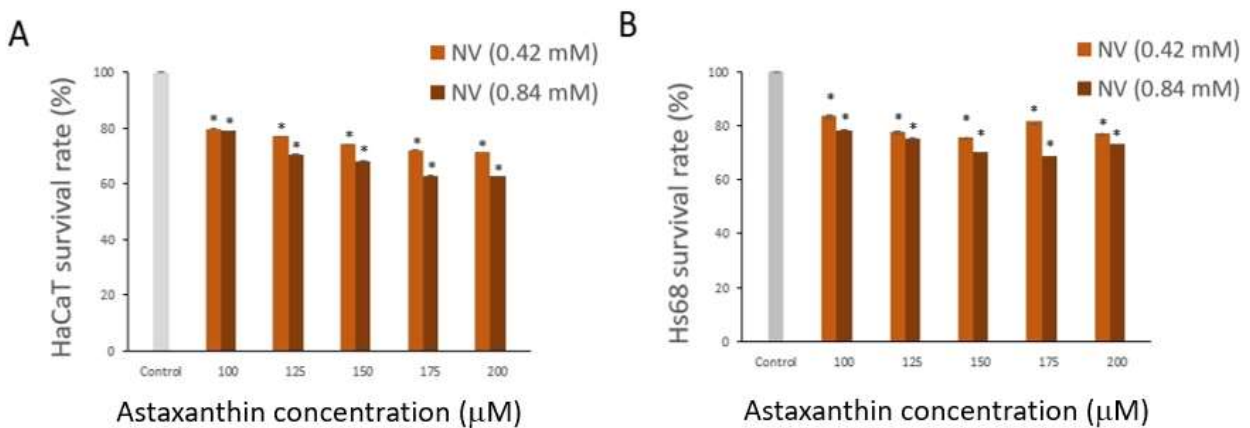 A
NV (0.42 mM)
NV (0.84 mM)
HaCaT survival rate (%)
100
80
60
40
20
0
* * * * * * * * * *
Control 100 125 150 175 200
Astaxanthin concentration (μM)
B
NV (0.42 mM)
NV (0.84 mM)
Hs68 survival rate (%)
100
80
60
40
20
0
* * * * * * * * * *
Control 100 125 150 175 200
Astaxanthin concentration (μM)